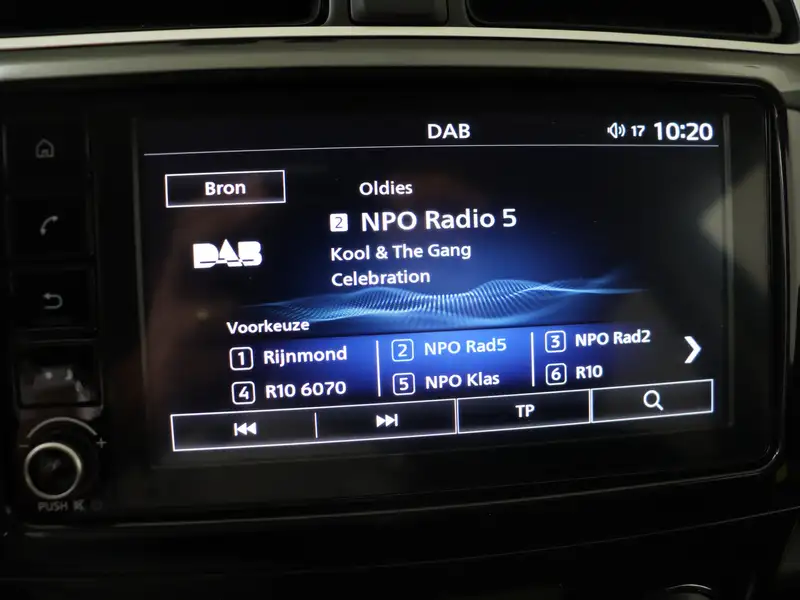 DAB
17 10:20
Bron
Oldies
2 NPO Radio 5
DAB
Kool & The Gang
Celebration
Voorkeuze
1 Rijnmond
2 NPO Rad5
3 NPO Rad2
4 R10 6070
5 NPO Klas
6 R10
TP
- +
PUSH